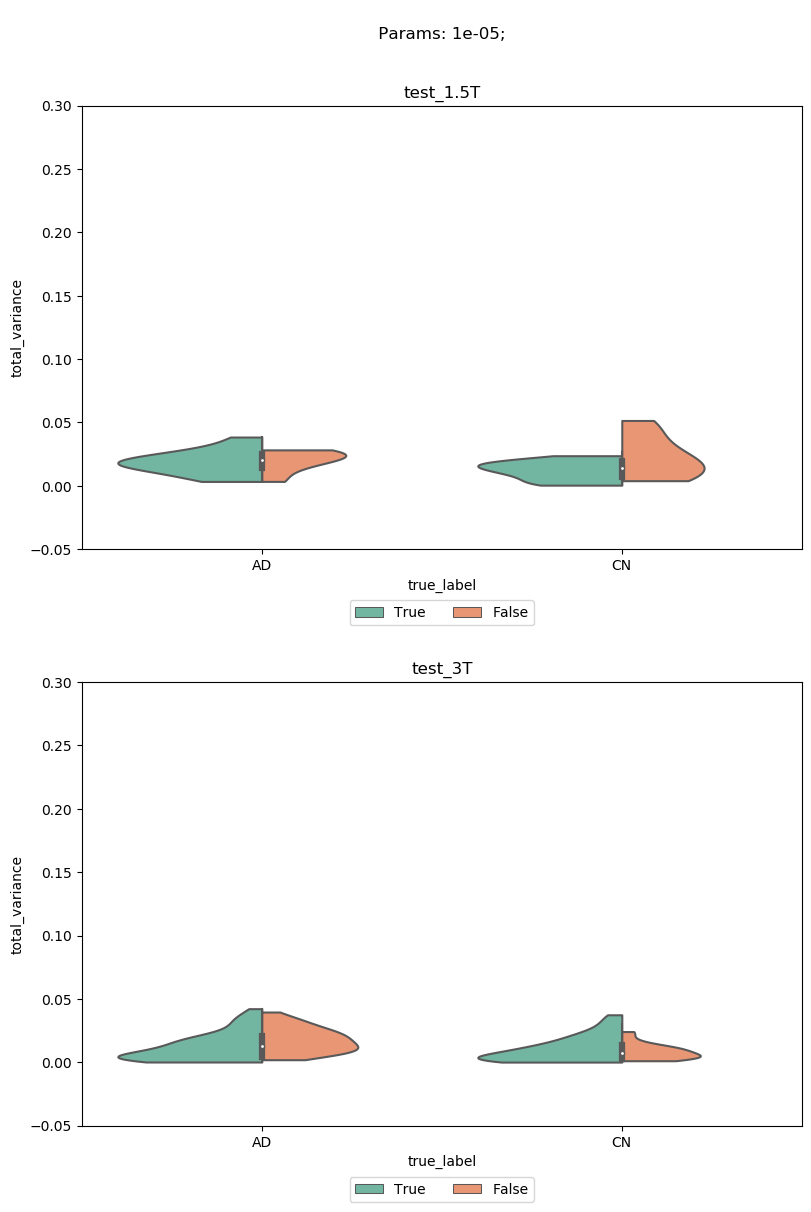 Params: 1e-05;
test_1.5T
0.30
0.25
0.20
0.15
0.10
0.05
0.00
−0.05
total_variance
AD
CN
true_label
True
False
test_3T
0.30
0.25
0.20
0.15
0.10
0.05
0.00
−0.05
total_variance
AD
CN
true_label
True
False